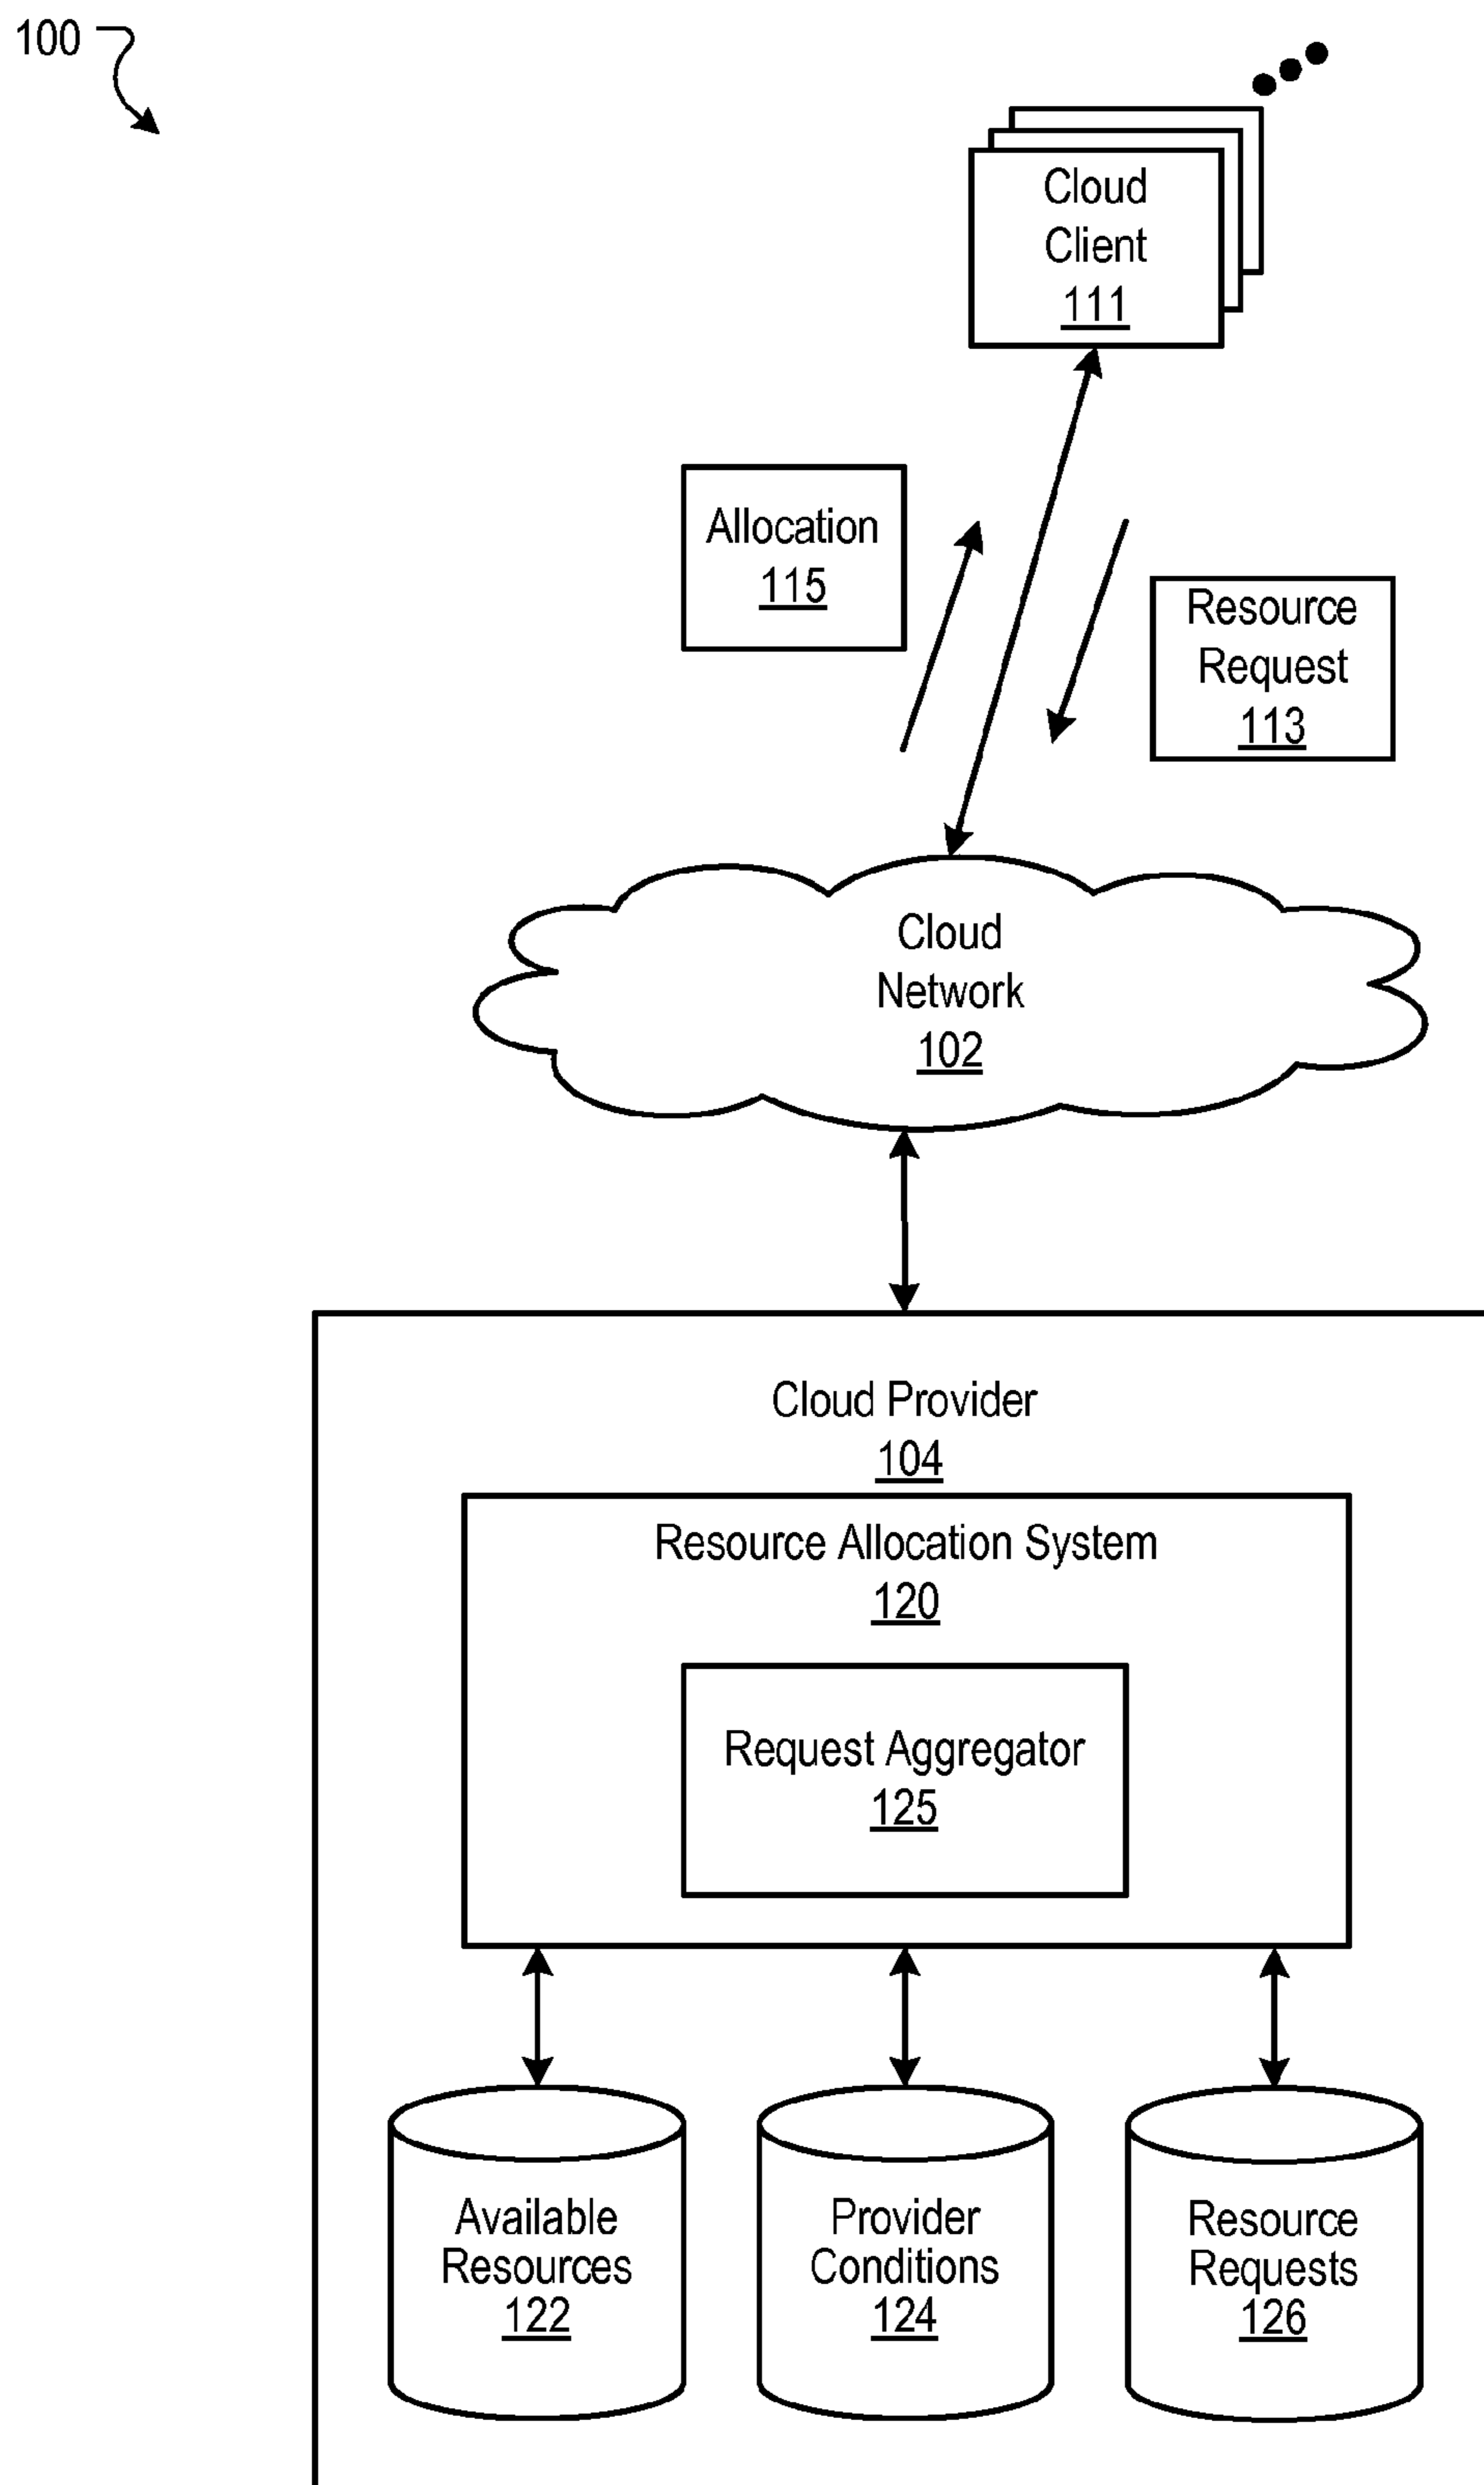 100
Cloud
Client
111
Allocation
115
Resource
Request
113
Cloud
Network
102
Cloud Provider
104
Resource Allocation System
120
Request Aggregator
125
Available
Resources
122
Provider
Conditions
124
Resource
Requests
126